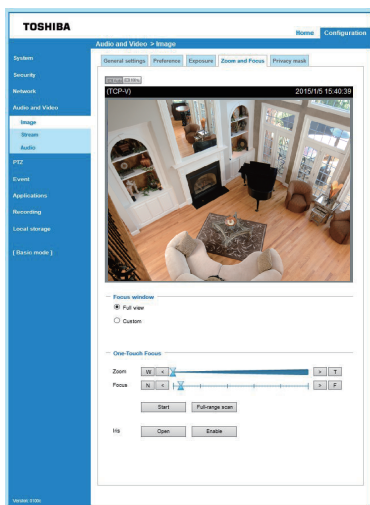 TOSHIBA
Home Configuration
Audio and Video > Image
System
Security
Network
Audio and Video
Image
Stream
Audio
PTZ
Event
Applications
Recording
Local storage
[ Basic mode ]
General settings Preference Exposure Zoom and Focus Privacy mask
(TCP-V) 2015/1/5 15:40:39
Focus window
Full view
Custom
One-Touch Focus
Zoom W < > T
Focus N < > F
Start Full-range scan
Iris Open Enable